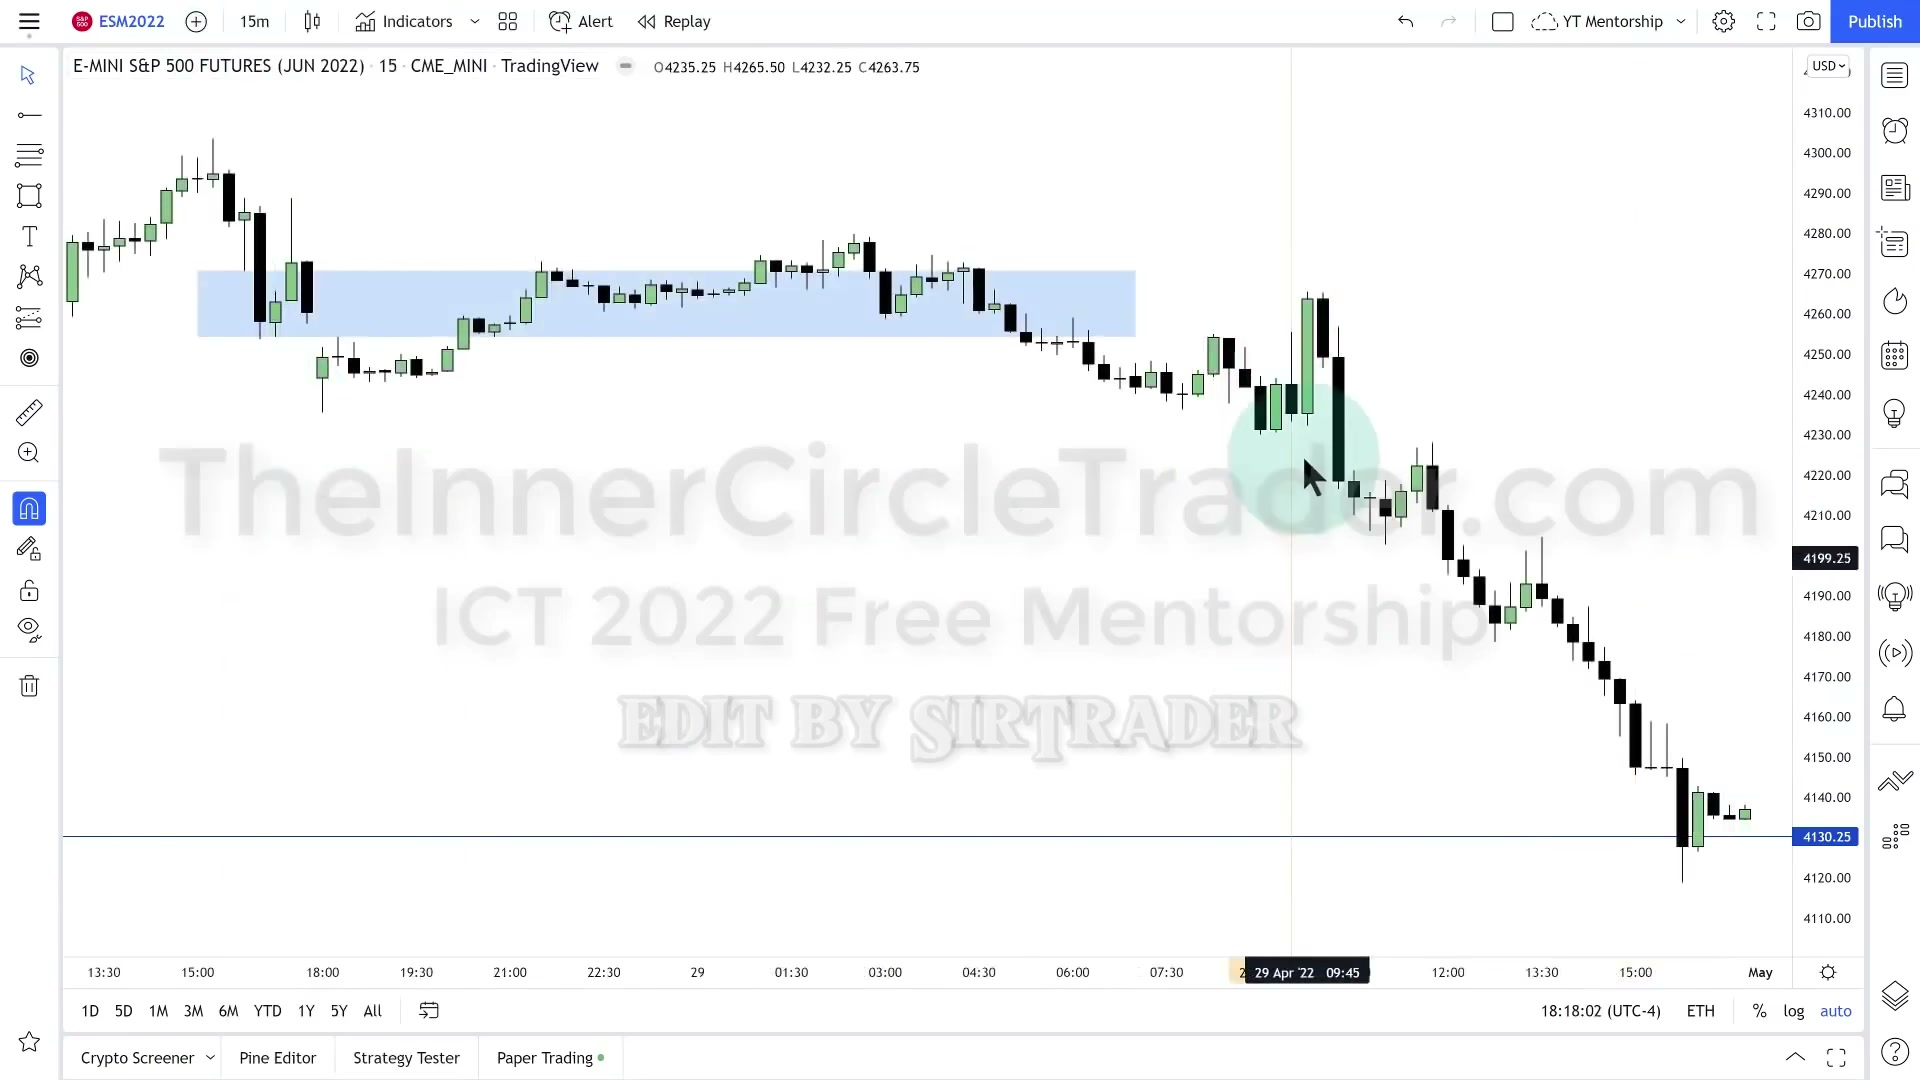 ESM2022
15m
Indicators
Alert
Replay
YT Mentorship
Publish
E-MINI S&P 500 FUTURES (JUN 2022) · 15 · CME_MINI · TradingView
O4235.25 H4265.50 L4232.25 C4263.75
USD
4310.00
4300.00
4290.00
4280.00
4270.00
4260.00
4250.00
4240.00
4230.00
4220.00
4210.00
4199.25
4190.00
4180.00
4170.00
4160.00
4150.00
4140.00
4130.25
4120.00
4110.00
TheInnerCircleTrader.com
ICT 2022 Free Mentorship
EDIT BY SIRTRADER
13:30 15:00 18:00 19:30 21:00 22:30 29 01:30 03:00 04:30 06:00 07:30 29 Apr '22 09:45 12:00 13:30 15:00 May
1D 5D 1M 3M 6M YTD 1Y 5Y All
18:18:02 (UTC-4) ETH % log auto
Crypto Screener Pine Editor Strategy Tester Paper Trading